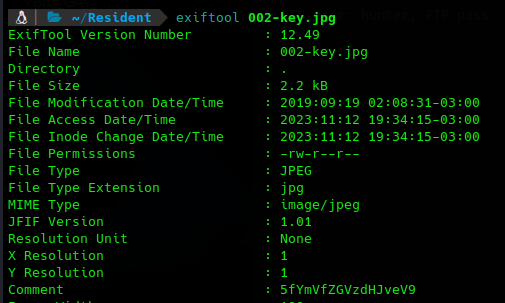 ~/Resident exiftool 002-key.jpg
ExifTool Version Number : 12.49
File Name : 002-key.jpg
Directory : .
File Size : 2.2 kB
File Modification Date/Time : 2019:09:19 02:08:31-03:00
File Access Date/Time : 2023:11:12 19:34:15-03:00
File Inode Change Date/Time : 2023:11:12 19:34:15-03:00
File Permissions : -rw-r--r--
File Type : JPEG
File Type Extension : jpg
MIME Type : image/jpeg
JFIF Version : 1.01
Resolution Unit : None
X Resolution : 1
Y Resolution : 1
Comment : 5fYmVfZGVzdHJveV9